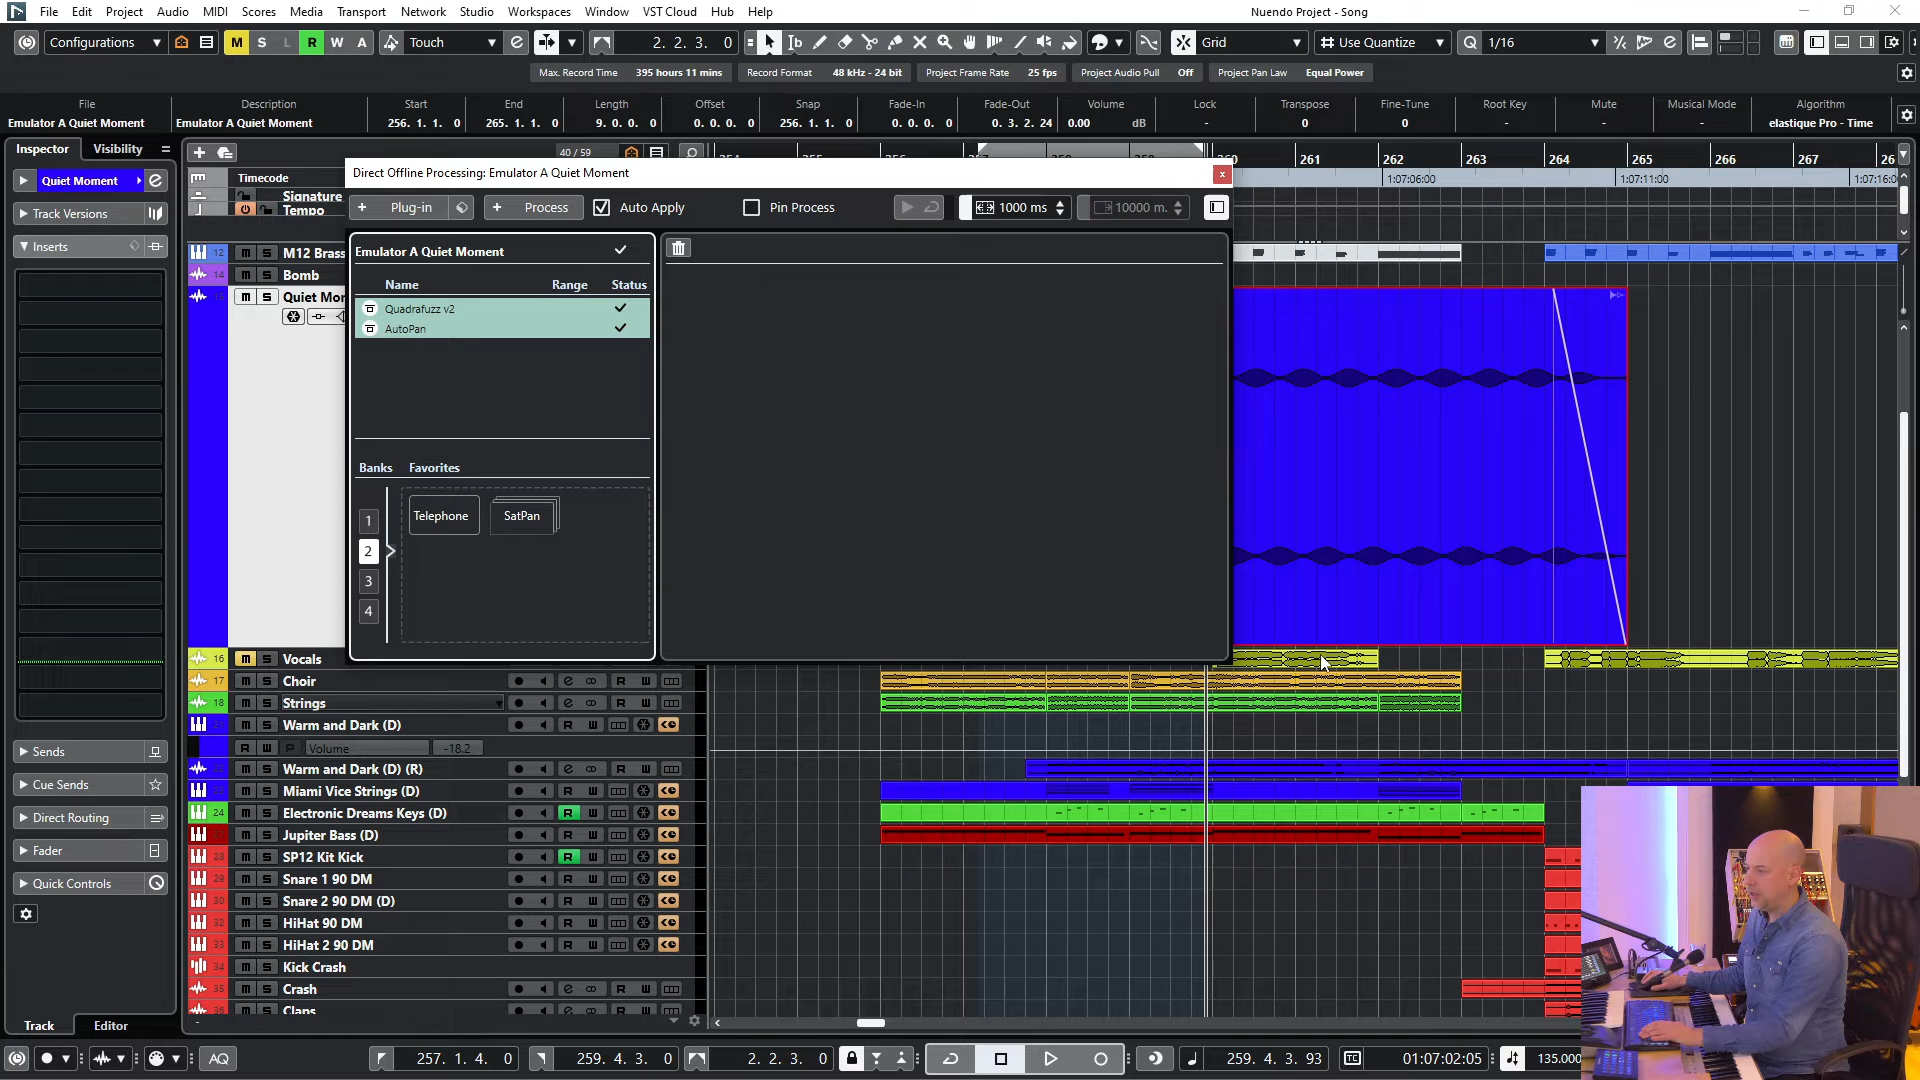 File Edit Project Audio MIDI Scores Media Transport Network Studio Workspaces Window VST Cloud Hub Help Nuendo Project - Song
Configurations M S L R W A Touch 2. 2. 3. 0 Grid Use Quantize Q 1/16
Max. Record Time 395 hours 11 mins Record Format 48 kHz - 24 bit Project Frame Rate 25 fps Project Audio Pull Off Project Pan Law Equal Power
File Description Start End Length Offset Snap Fade-In Fade-Out Volume Lock Transpose Fine-Tune Root Key Mute Musical Mode Algorithm
Emulator A Quiet Moment Emulator A Quiet Moment 256. 1. 1. 0 265. 1. 1. 0 9. 0. 0. 0 0. 0. 0. 0 256. 1. 1. 0 0. 0. 0. 0 0. 3. 2. 24 0.00 dB - 0 0 - - - elastique Pro - Time
Inspector Visibility 40 / 59 260 261 262 263 264 265 266 267 26
Quiet Moment Timecode 1:07:06:00 1:07:11:00 1:07:16:0
Direct Offline Processing: Emulator A Quiet Moment
Signature
Track Versions Tempo
+ Plug-in + Process Auto Apply Pin Process 1000 ms 10000 m.
Inserts
12 M12 Brass
14 Bomb
Quiet Mor
Emulator A Quiet Moment
Name Range Status
Quadrafuzz v2
AutoPan
Banks Favorites
1 Telephone SatPan
2
3
4
16 M S Vocals
17 M S Choir
18 M S Strings
M S Warm and Dark (D)
R W Volume -18.2
M S Warm and Dark (D) (R)
M S Miami Vice Strings (D)
24 M S Electronic Dreams Keys (D)
M S Jupiter Bass (D)
28 M S SP12 Kit Kick
29 M S Snare 1 90 DM
30 M S Snare 2 90 DM (D)
32 M S HiHat 90 DM
33 M S HiHat 2 90 DM
34 M S Kick Crash
35 M S Crash
36 M S Claps
Sends
Cue Sends
Direct Routing
Fader
Quick Controls
Track Editor
AQ 257. 1. 4. 0 259. 4. 3. 0 2. 2. 3. 0 259. 4. 3. 93 TC 01:07:02:05 135.000